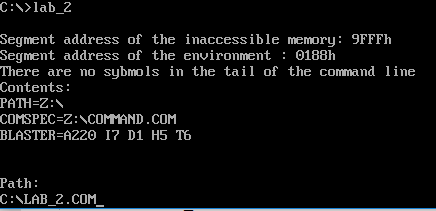 C:\>lab_2
Segment address of the inaccessible memory: 9FFFh
Segment address of the environment : 0188h
There are no sybmols in the tail of the command line
Contents:
PATH=Z:\
COMSPEC=Z:\COMMAND.COM
BLASTER=A220 I7 D1 H5 T6
Path:
C:\LAB_2.COM_